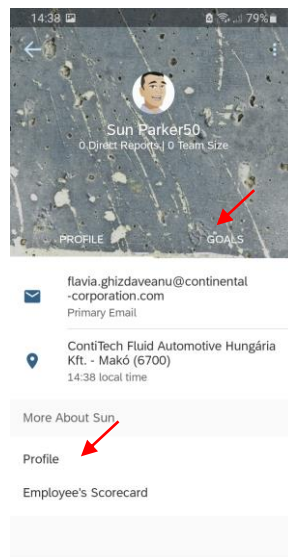 14:38 79%
Sun Parker50
0 Direct Reports | 0 Team Size
PROFILE GOALS
flavia.ghizdaveanu@continental
-corporation.com
Primary Email
ContiTech Fluid Automotive Hungária
Kft. - Makó (6700)
14:38 local time
More About Sun
Profile
Employee's Scorecard